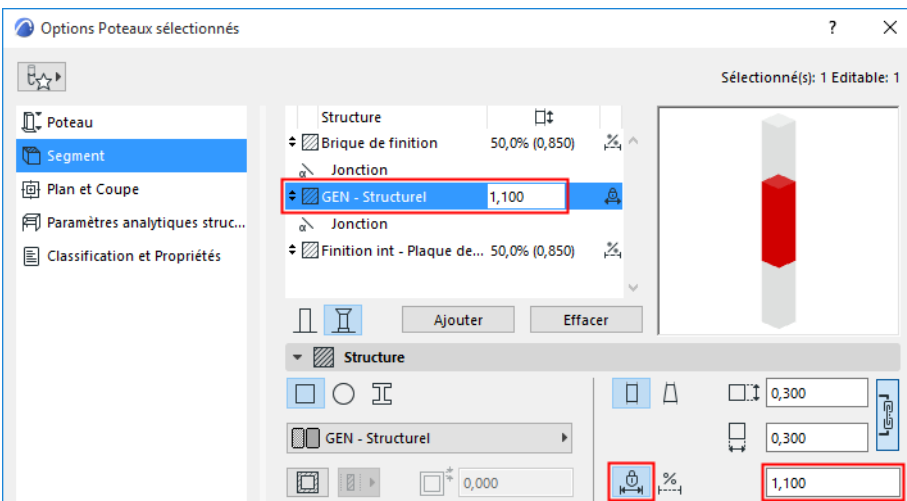 Options Poteaux sélectionnés
?
Sélectionné(s): 1 Editable: 1
Poteau
Segment
Plan et Coupe
Paramètres analytiques struc...
Classification et Propriétés
Structure
Brique de finition 50,0% (0,850)
Jonction
GEN - Structurel 1,100
Jonction
Finition int - Plaque de... 50,0% (0,850)
Ajouter Effacer
Structure
0,300
GEN - Structurel 0,300
0,000 % 1,100